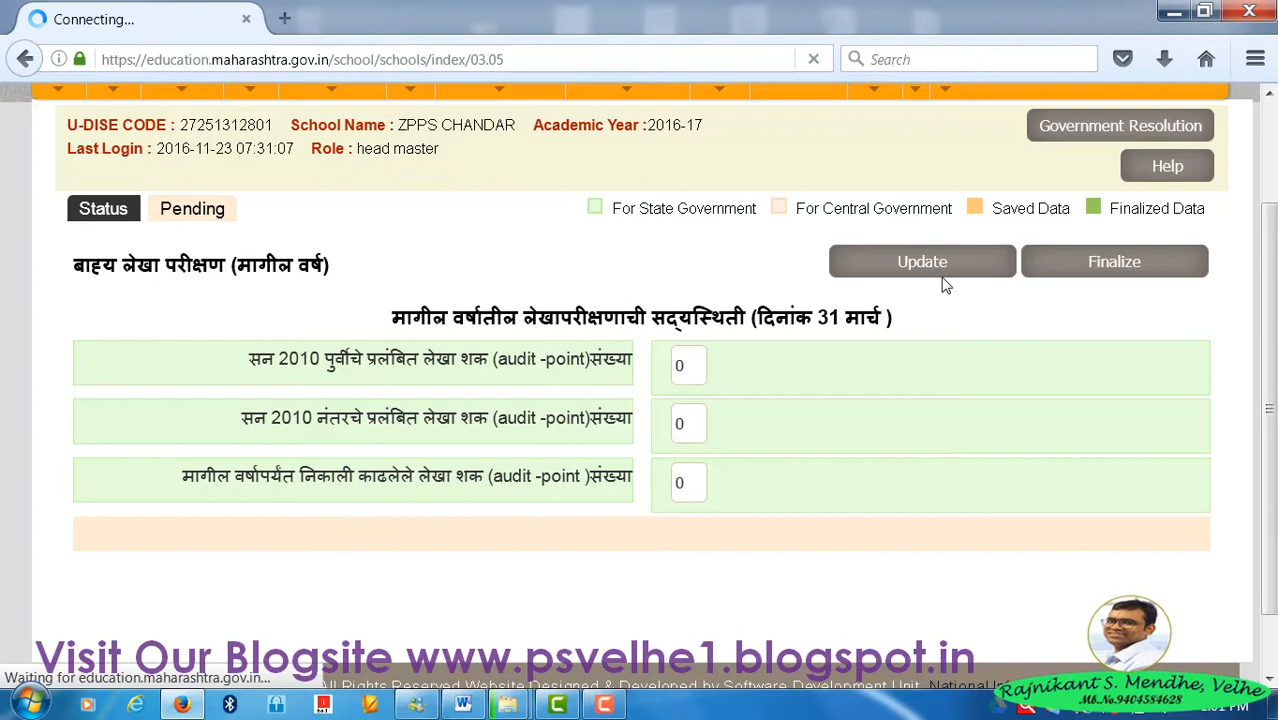 Connecting...
https://education.maharashtra.gov.in/school/schools/index/03.05
Search
U-DISE CODE : 27251312801 School Name : ZPPS CHANDAR Academic Year :2016-17
Government Resolution
Last Login : 2016-11-23 07:31:07 Role : head master
Help
Status Pending
For State Government For Central Government Saved Data Finalized Data
बाहय लेखा परीक्षण (मागील वर्ष)
Update Finalize
मागील वर्षातील लेखापरीक्षणाची सद्यस्थिती (दिनांक 31 मार्च )
सन 2010 पुर्वीचे प्रलंबित लेखा शक (audit -point)संख्या 0
सन 2010 नंतरचे प्रलंबित लेखा शक (audit -point)संख्या 0
मागील वर्षापर्यंत निकाली काढलेले लेखा शक (audit -point )संख्या 0
Visit Our Blogsite www.psvelhe1.blogspot.in
Waiting for education.maharashtra.gov.in...
All Rights Reserved Website Designed & Developed by Software Development Unit,
Rajnikant S. Mendhe, Velhe
Mb.No.9404584628